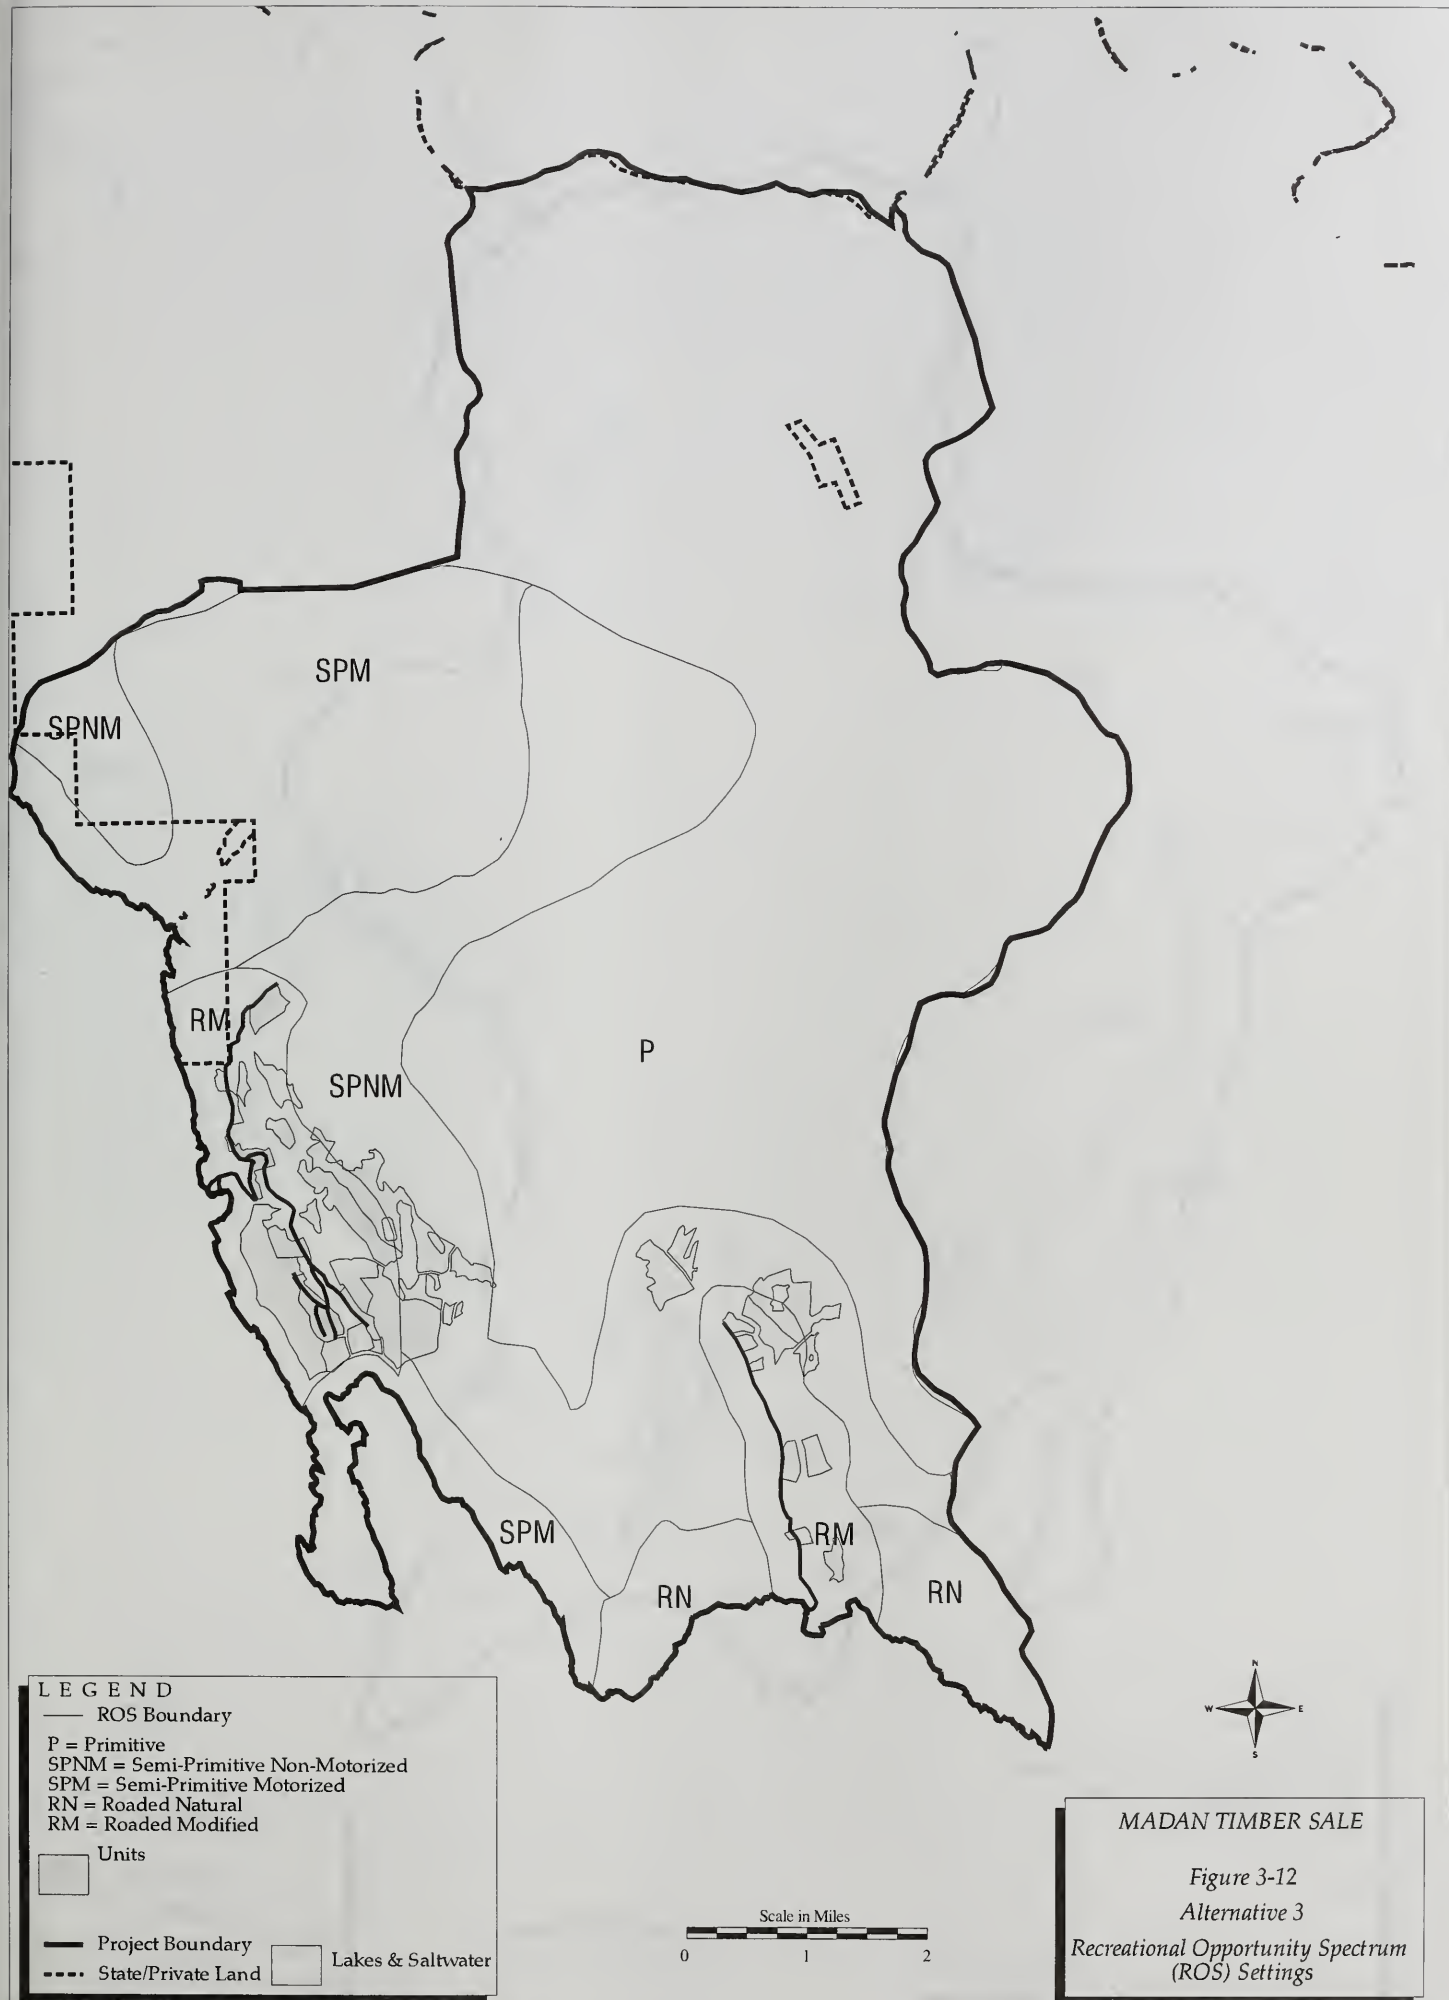 SPM
SPNM
RM
SPNM
P
SPM
RM
RN
RN
LEGEND
ROS Boundary
P = Primitive
SPNM = Semi-Primitive Non-Motorized
SPM = Semi-Primitive Motorized
RN = Roaded Natural
RM = Roaded Modified
Units
Project Boundary
State/Private Land
Lakes & Saltwater
Scale in Miles
0 1 2
N
W E
S
MADAN TIMBER SALE
Figure 3-12
Alternative 3
Recreational Opportunity Spectrum
(ROS) Settings